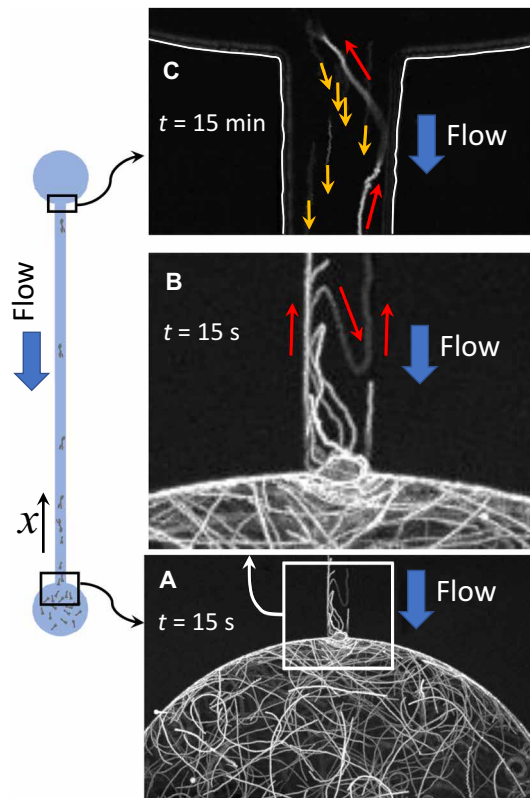 C
t = 15 min
Flow
Flow
B
t = 15 s
Flow
x
A
t = 15 s
Flow